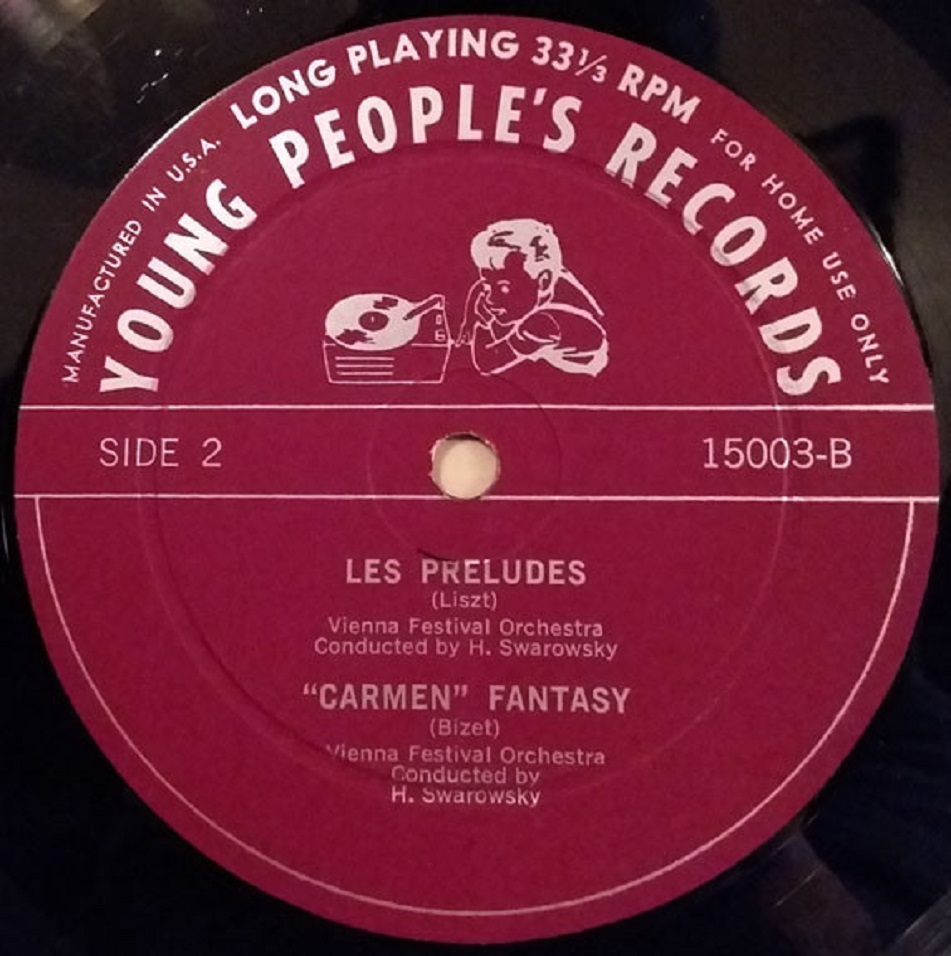 MANUFACTURED IN U.S.A. LONG PLAYING 33⅓ RPM FOR HOME USE ONLY
YOUNG PEOPLE'S RECORDS
SIDE 2
15003-B
LES PRELUDES
(Liszt)
Vienna Festival Orchestra
Conducted by H. Swarowsky
“CARMEN” FANTASY
(Bizet)
Vienna Festival Orchestra
Conducted by
H. Swarowsky